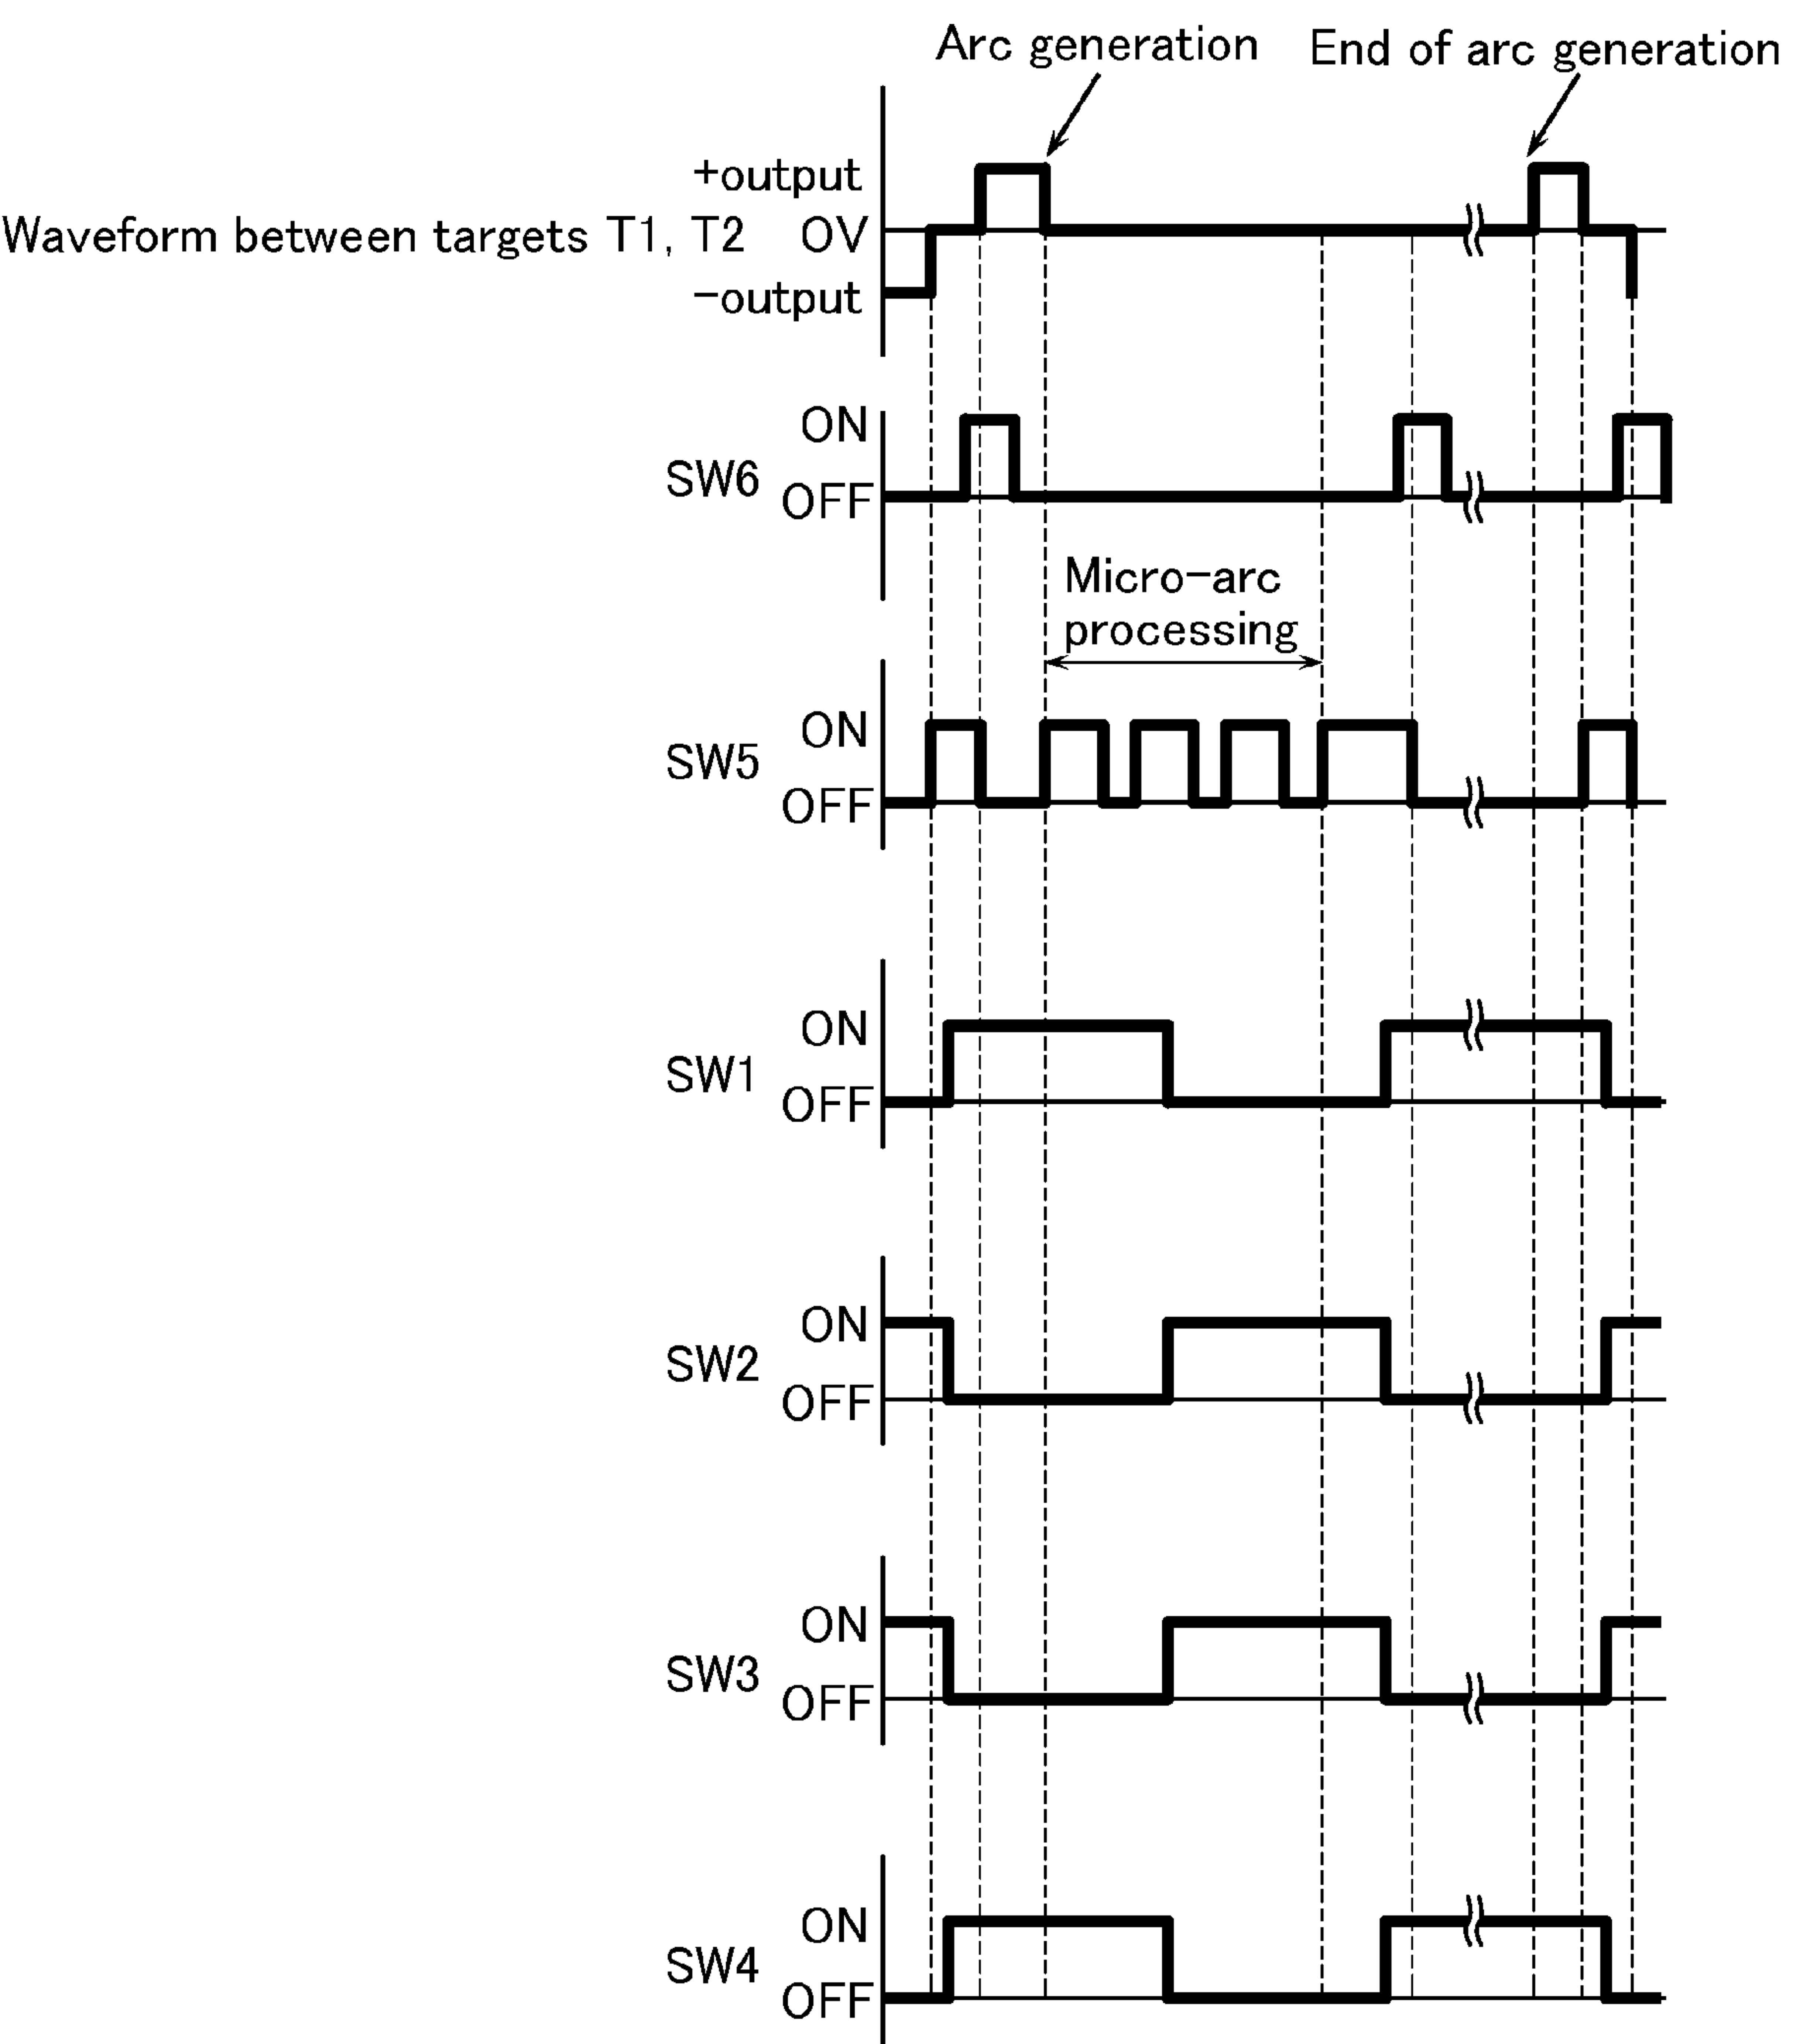 Arc generation
End of arc generation
+output
Waveform between targets T1, T2 0V
-output
ON
SW6
OFF
Micro-arc
processing
ON
SW5
OFF
ON
SW1
OFF
ON
SW2
OFF
ON
SW3
OFF
ON
SW4
OFF